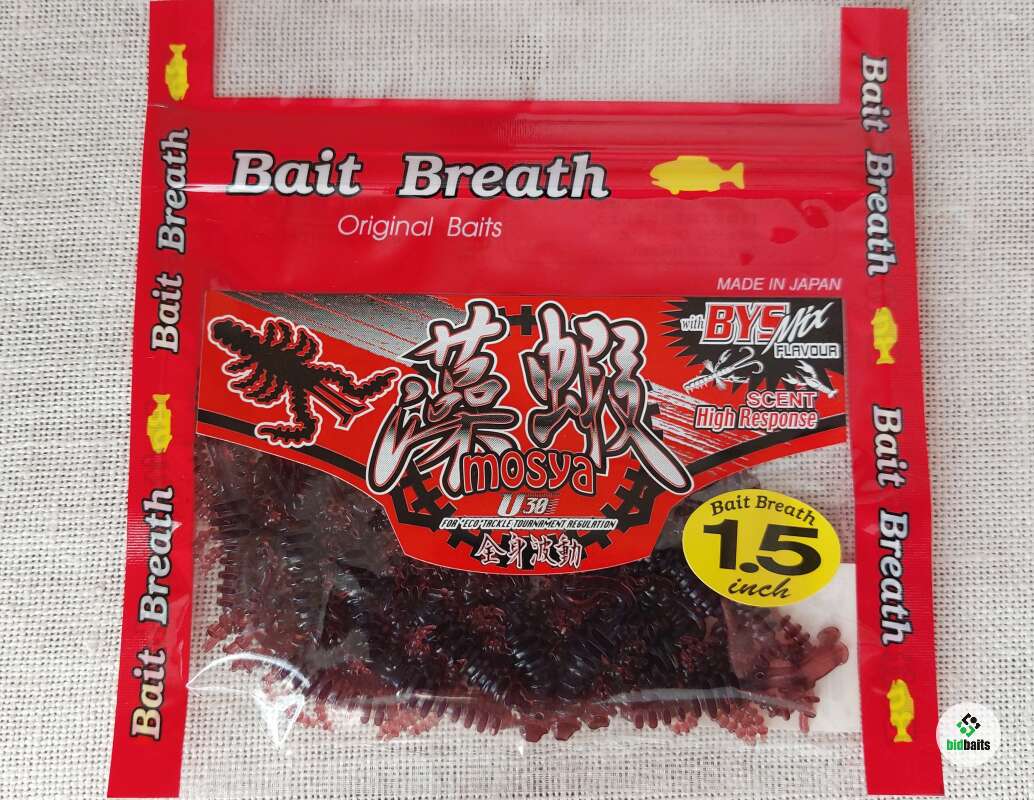 Bait Breath
Original Baits
MADE IN JAPAN
with BYS Mix
FLAVOUR
SCENT
High Response
藻蝦
mosya
U30
FOR "ECO" TACKLE TOURNAMENT REGULATION
全身波動
Bait Breath
1.5
inch
Bait Breath
Bait Breath
Bait Breath
Bait Breath
Bait Breath
bidbaits